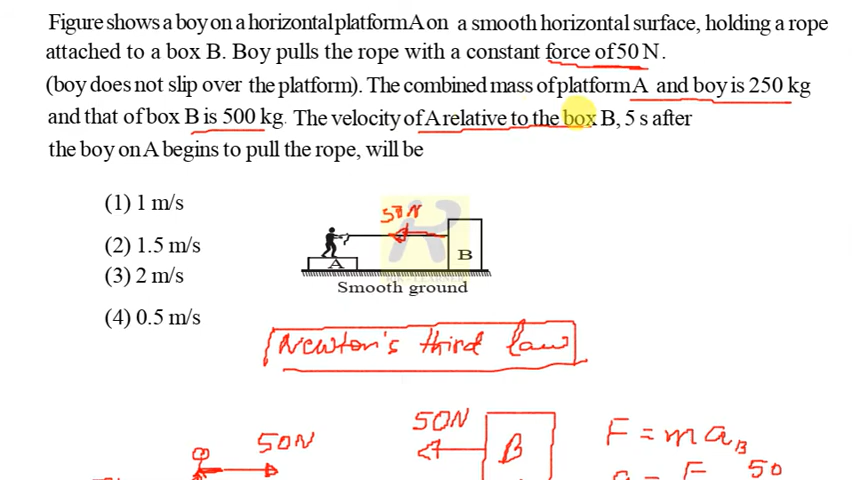 Figure shows a boy on a horizontal platform A on a smooth horizontal surface, holding a rope
attached to a box B. Boy pulls the rope with a constant force of 50 N.
(boy does not slip over the platform). The combined mass of platform A and boy is 250 kg
and that of box B is 500 kg. The velocity of A relative to the box B, 5 s after
the boy on A begins to pull the rope, will be
(1) 1 m/s
(2) 1.5 m/s
(3) 2 m/s
(4) 0.5 m/s
50N
A
B
Smooth ground
Newton's third law
50N
50N
B
F = m a_B
a = F 50